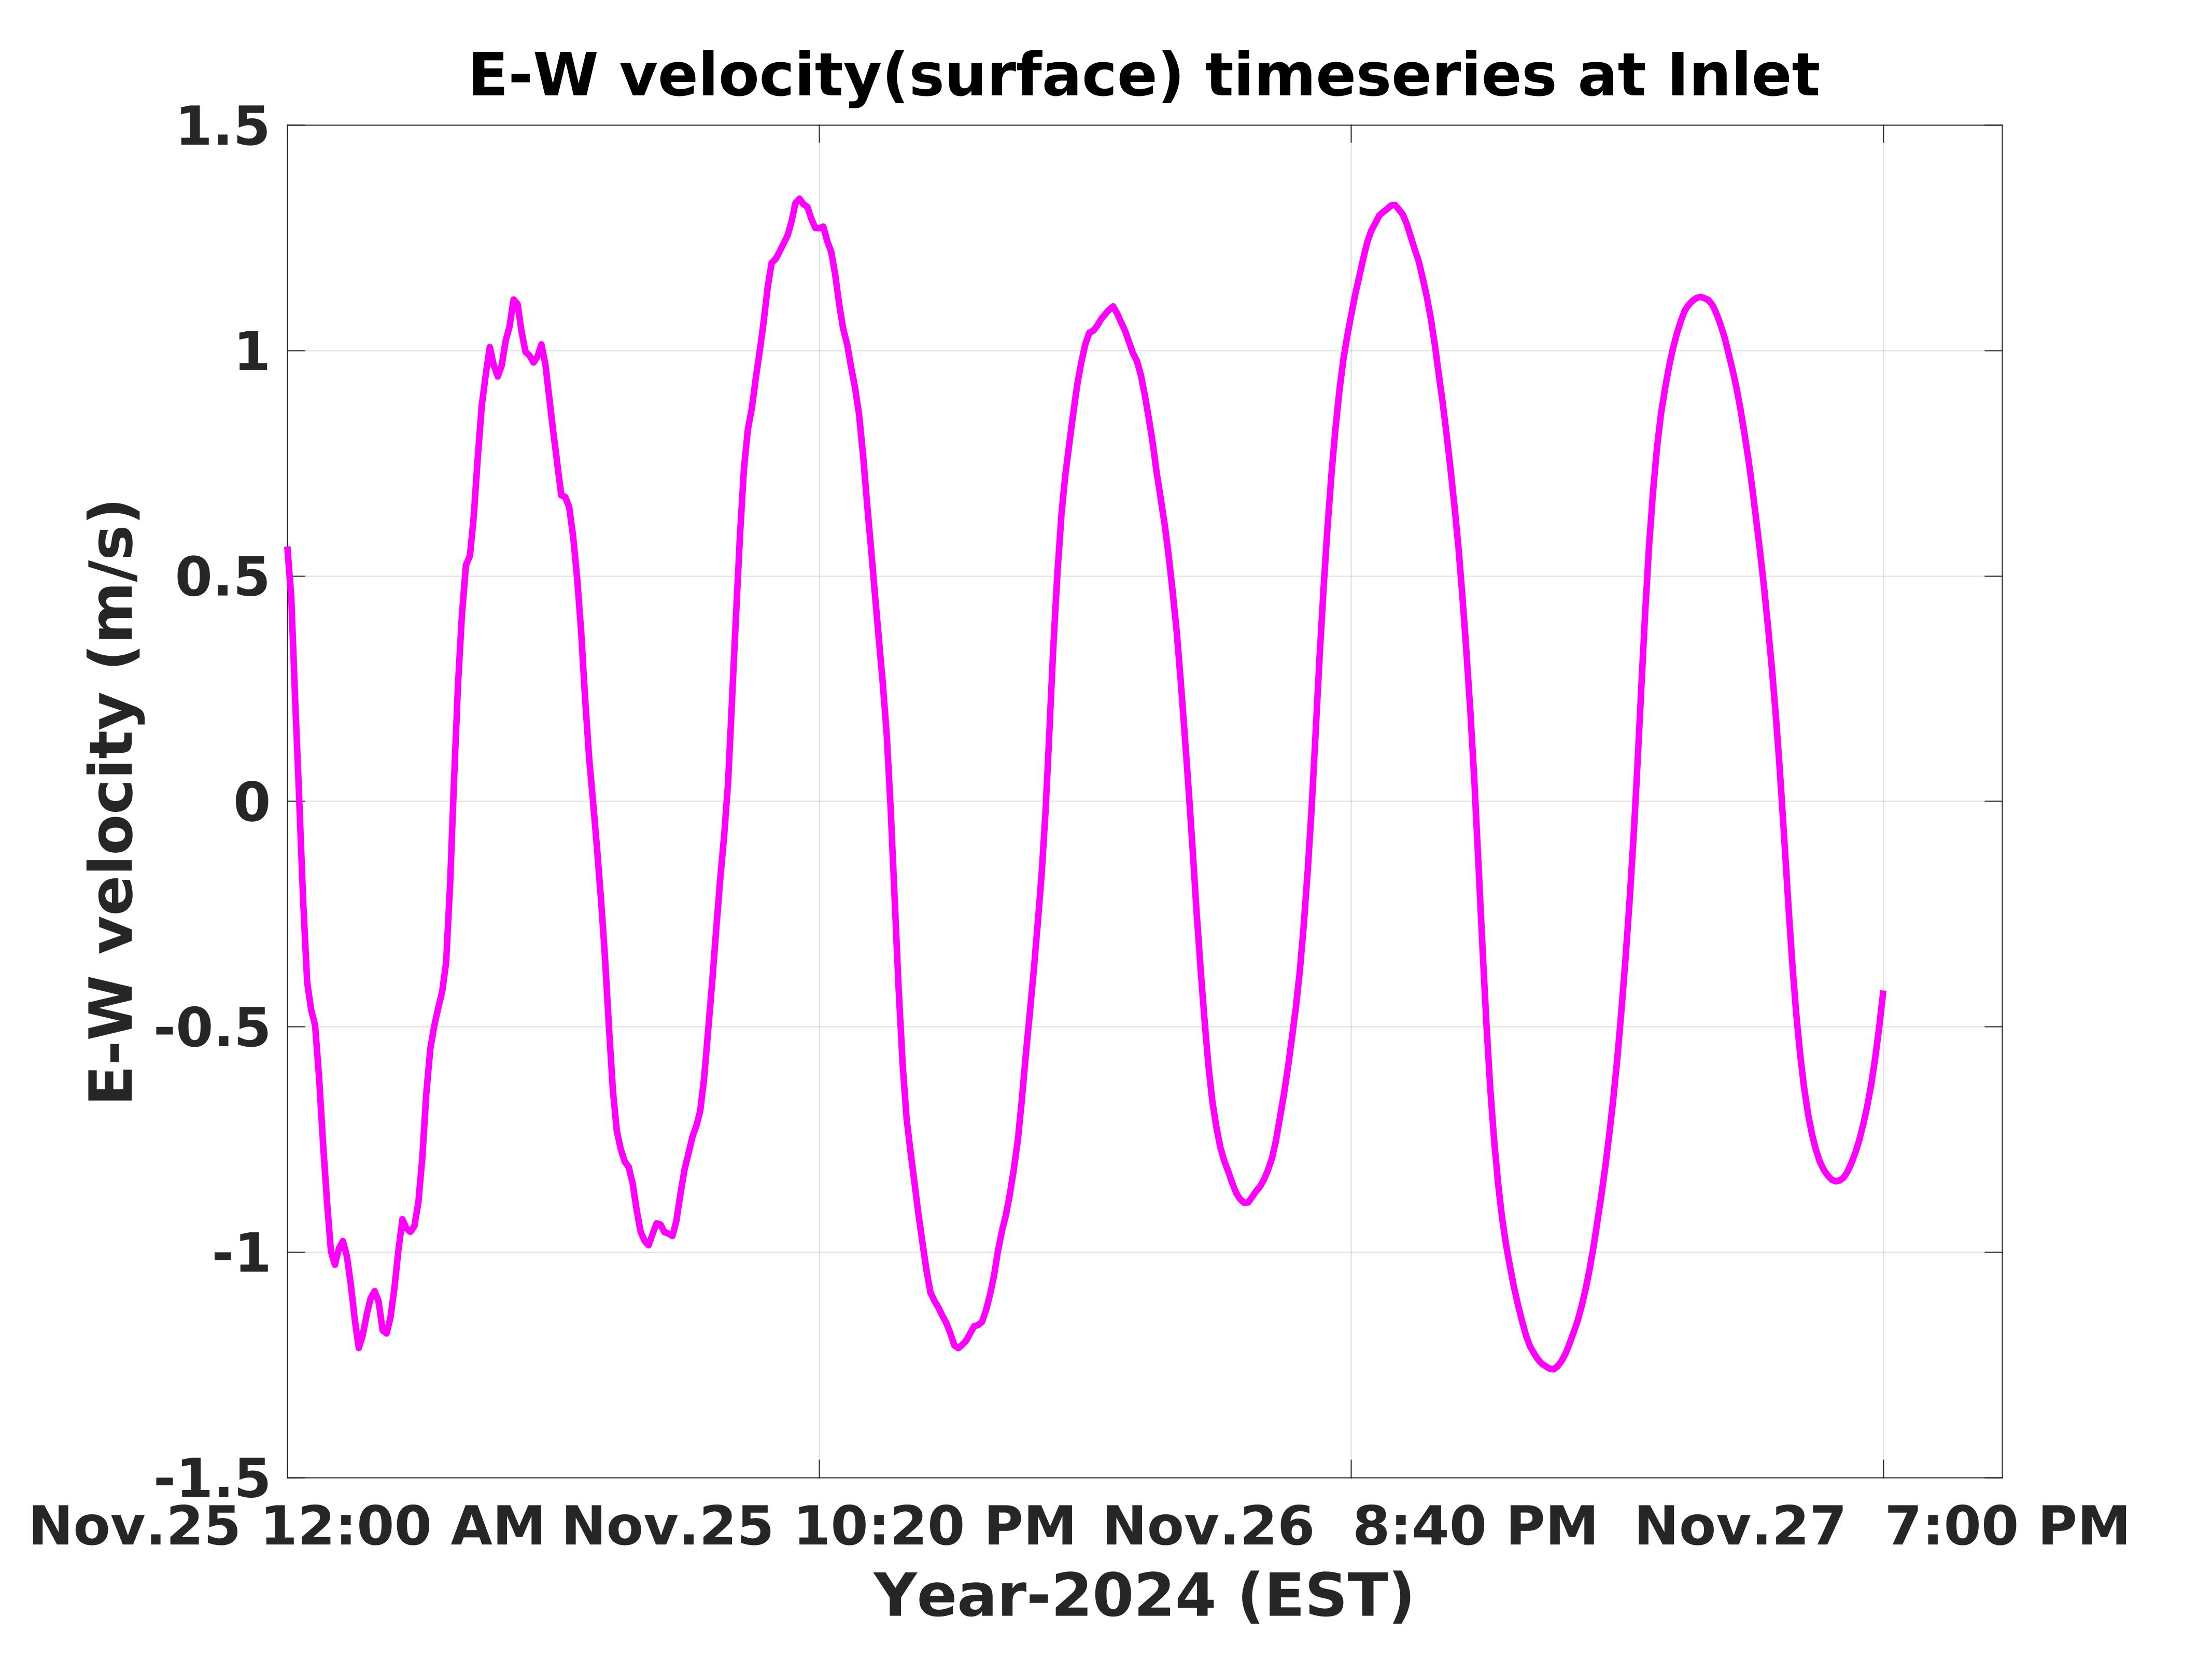 E-W velocity(surface) timeseries at Inlet
E-W velocity (m/s)
1.5
1
0.5
0
-0.5
-1
-1.5
Nov.25 12:00 AM Nov.25 10:20 PM Nov.26 8:40 PM Nov.27 7:00 PM
Year-2024 (EST)